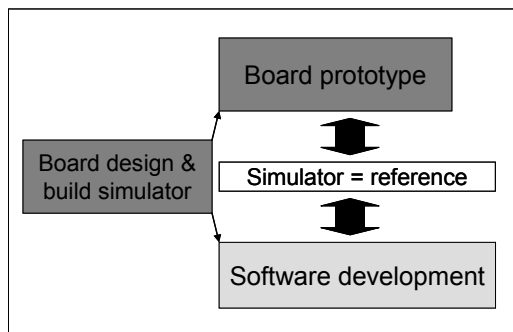 Board prototype
Board design &
build simulator
Simulator = reference
Software development